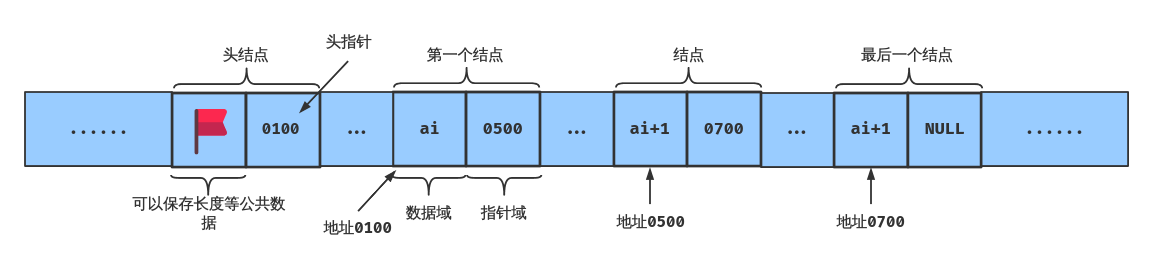 头指针
头结点
第一个结点
结点
最后一个结点
...... 0100 ... ai 0500 ... ai+1 0700 ... ai+1 NULL ......
可以保存长度等公共数
据
地址0100
数据域
指针域
地址0500
地址0700